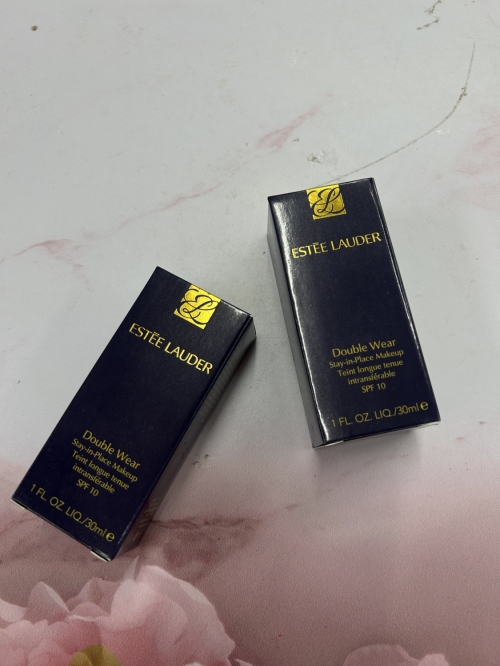 ESTĒE LAUDER
Double Wear
Stay-in-Place Makeup
Teint longue tenue
intransférable
SPF 10
1 FL. OZ. LIQ./30ml e
ESTĒE LAUDER
Double Wear
Stay-in-Place Makeup
Teint longue tenue
intransférable
SPF 10
1 FL. OZ. LIQ./30ml e